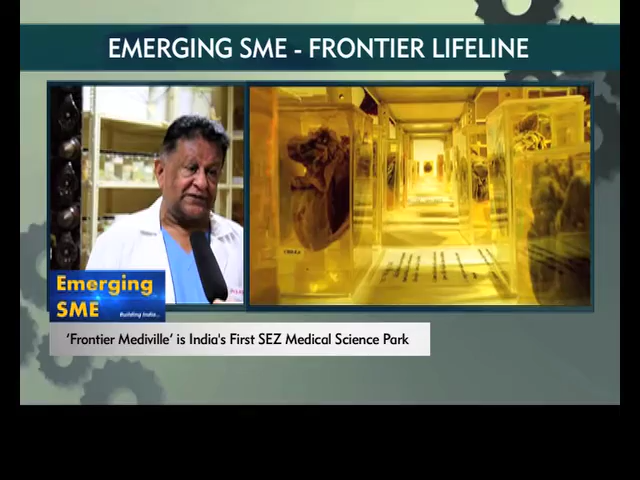 EMERGING SME - FRONTIER LIFELINE
Emerging
SME
Building India...
'Frontier Mediville' is India's First SEZ Medical Science Park